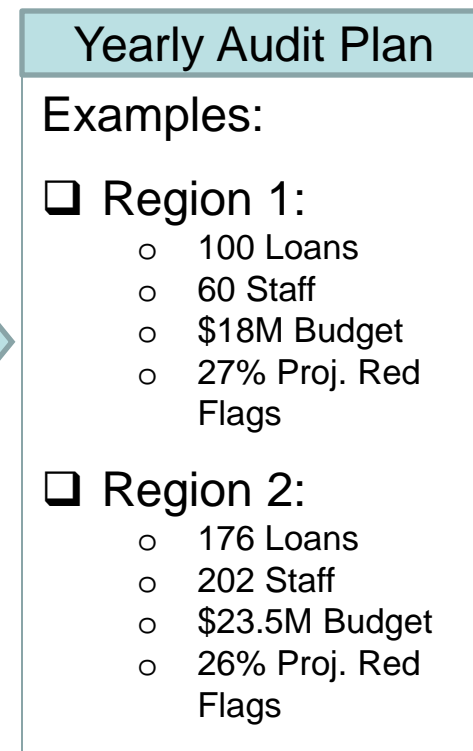 Yearly Audit Plan
Examples:
❑ Region 1:
o 100 Loans
o 60 Staff
o $18M Budget
o 27% Proj. Red
Flags
❑ Region 2:
o 176 Loans
o 202 Staff
o $23.5M Budget
o 26% Proj. Red
Flags